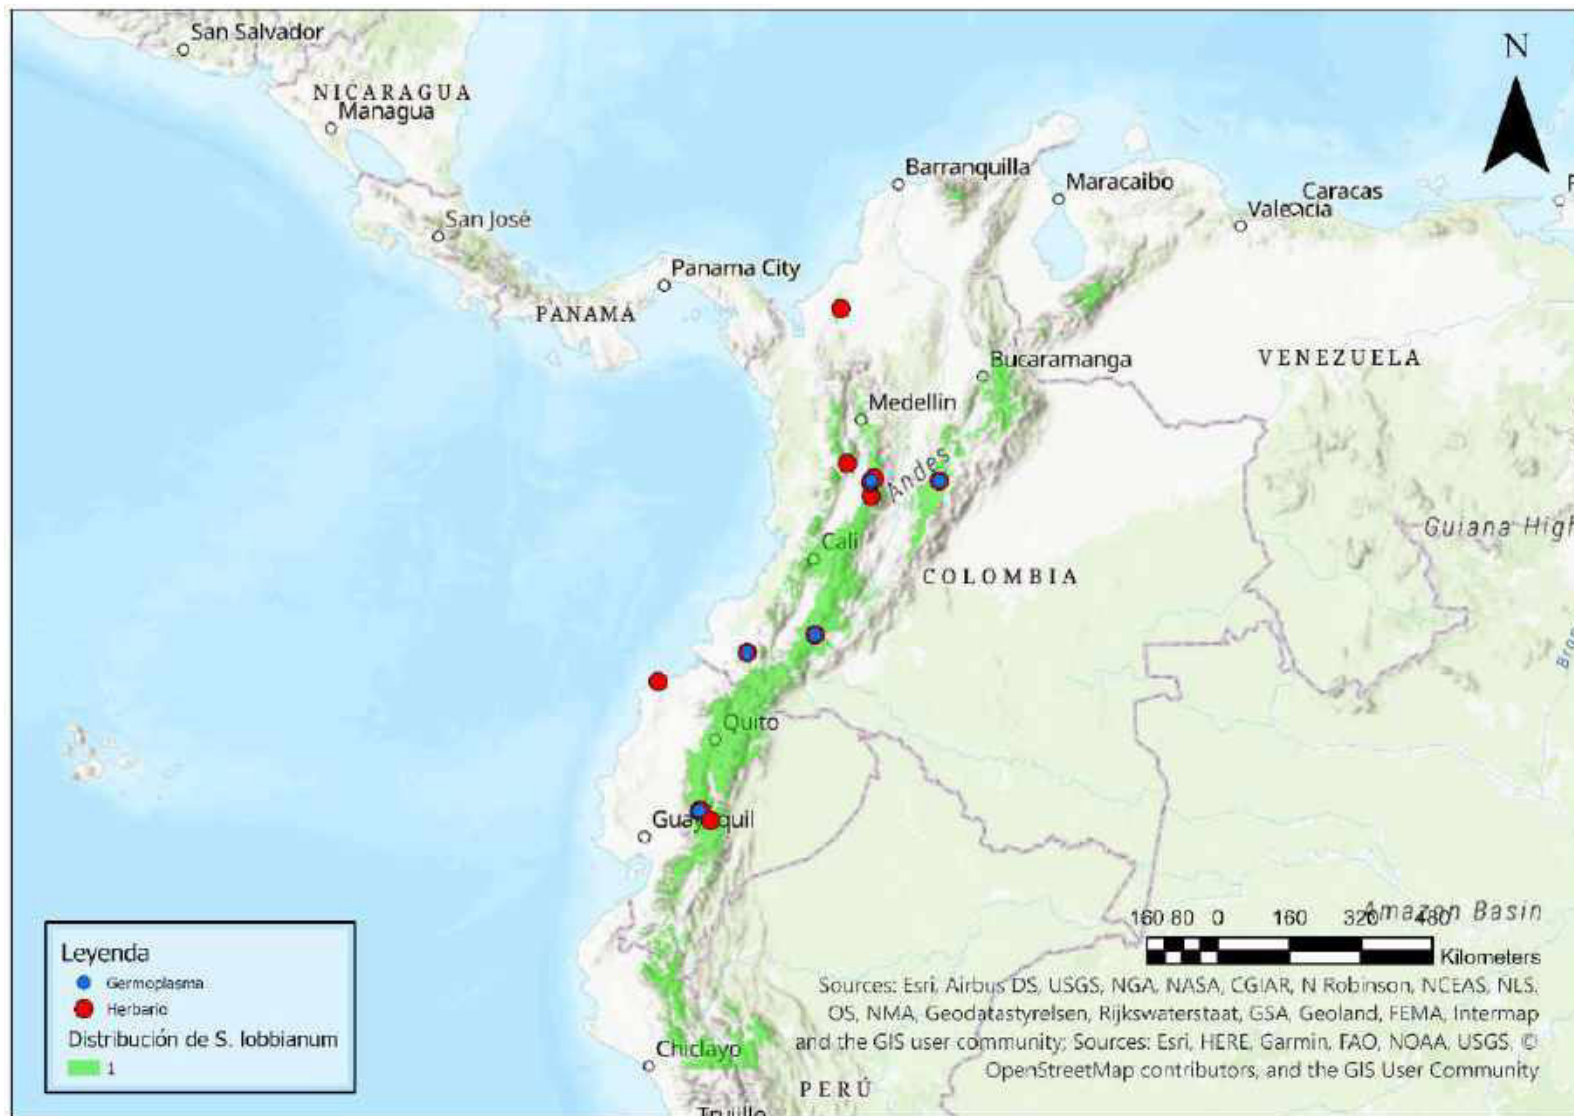 San Salvador
N
NICARAGUA
Managua
Barranquilla
Maracaibo
Caracas
Valencia
San José
Panama City
PANAMÁ
Bucaramanga
VENEZUELA
Medellin
Andes
Guiana High
Cali
COLOMBIA
Quito
Guayaquil
160 80 0 160 320 480
Amazon Basin
Kilometers
Leyenda
Germoplasma
Herbario
Distribución de S. lobbianum
1
Sources: Esri, Airbus DS, USGS, NGA, NASA, CGIAR, N Robinson, NCEAS, NLS,
OS, NMA, Geodatastyrelsen, Rijkswaterstaat, GSA, Geoland, FEMA, Intermap
and the GIS user community; Sources: Esri, HERE, Garmin, FAO, NOAA, USGS, ©
OpenStreetMap contributors, and the GIS User Community
Chiclayo
PERÚ
Trujillo